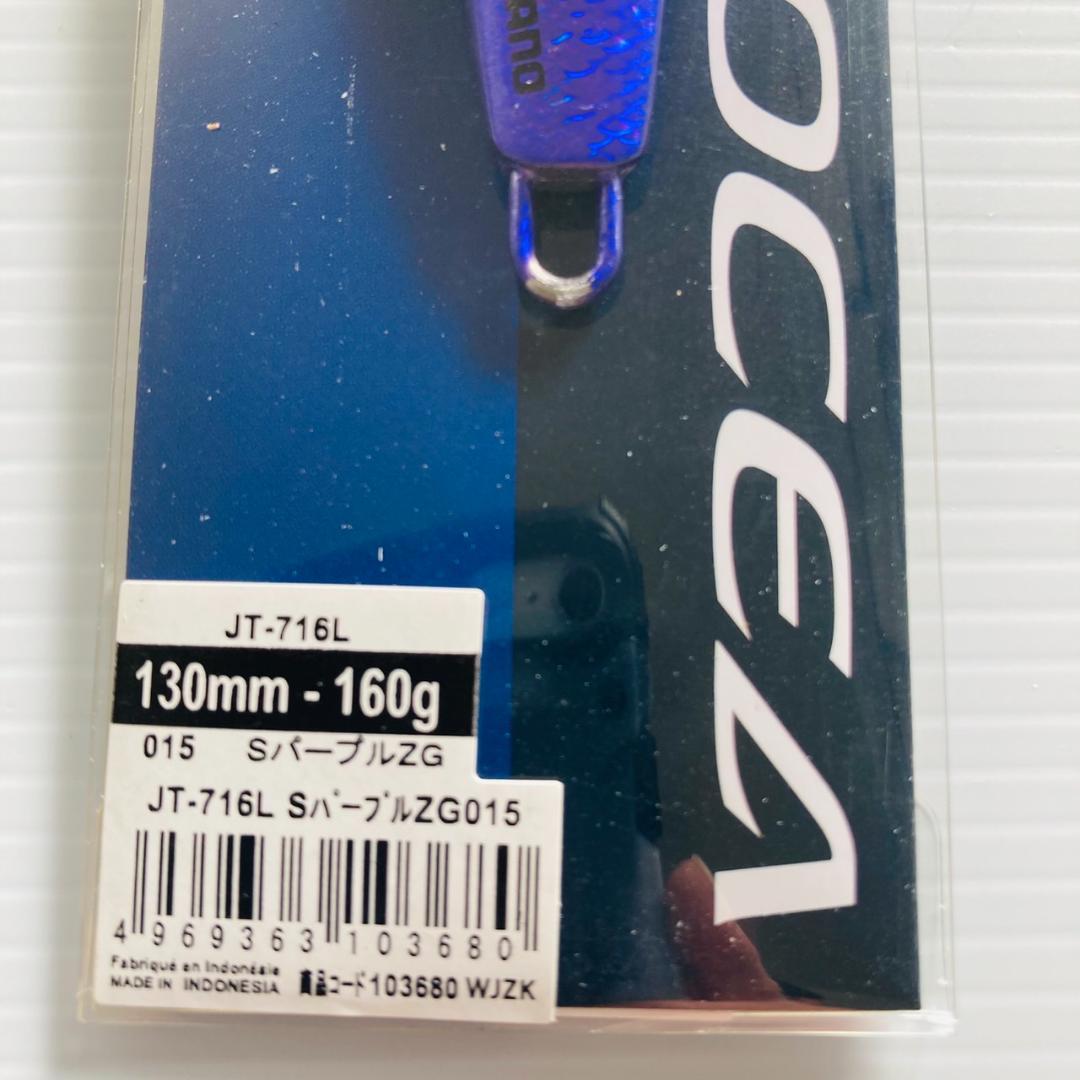 ANO
OCEA
JT-716L
130mm - 160g
015 SパープルZG
JT-716L SパープルZG015
4 969363 103680
Fabriqué en Indonésie
MADE IN INDONESIA 商品コード103680 WJZK